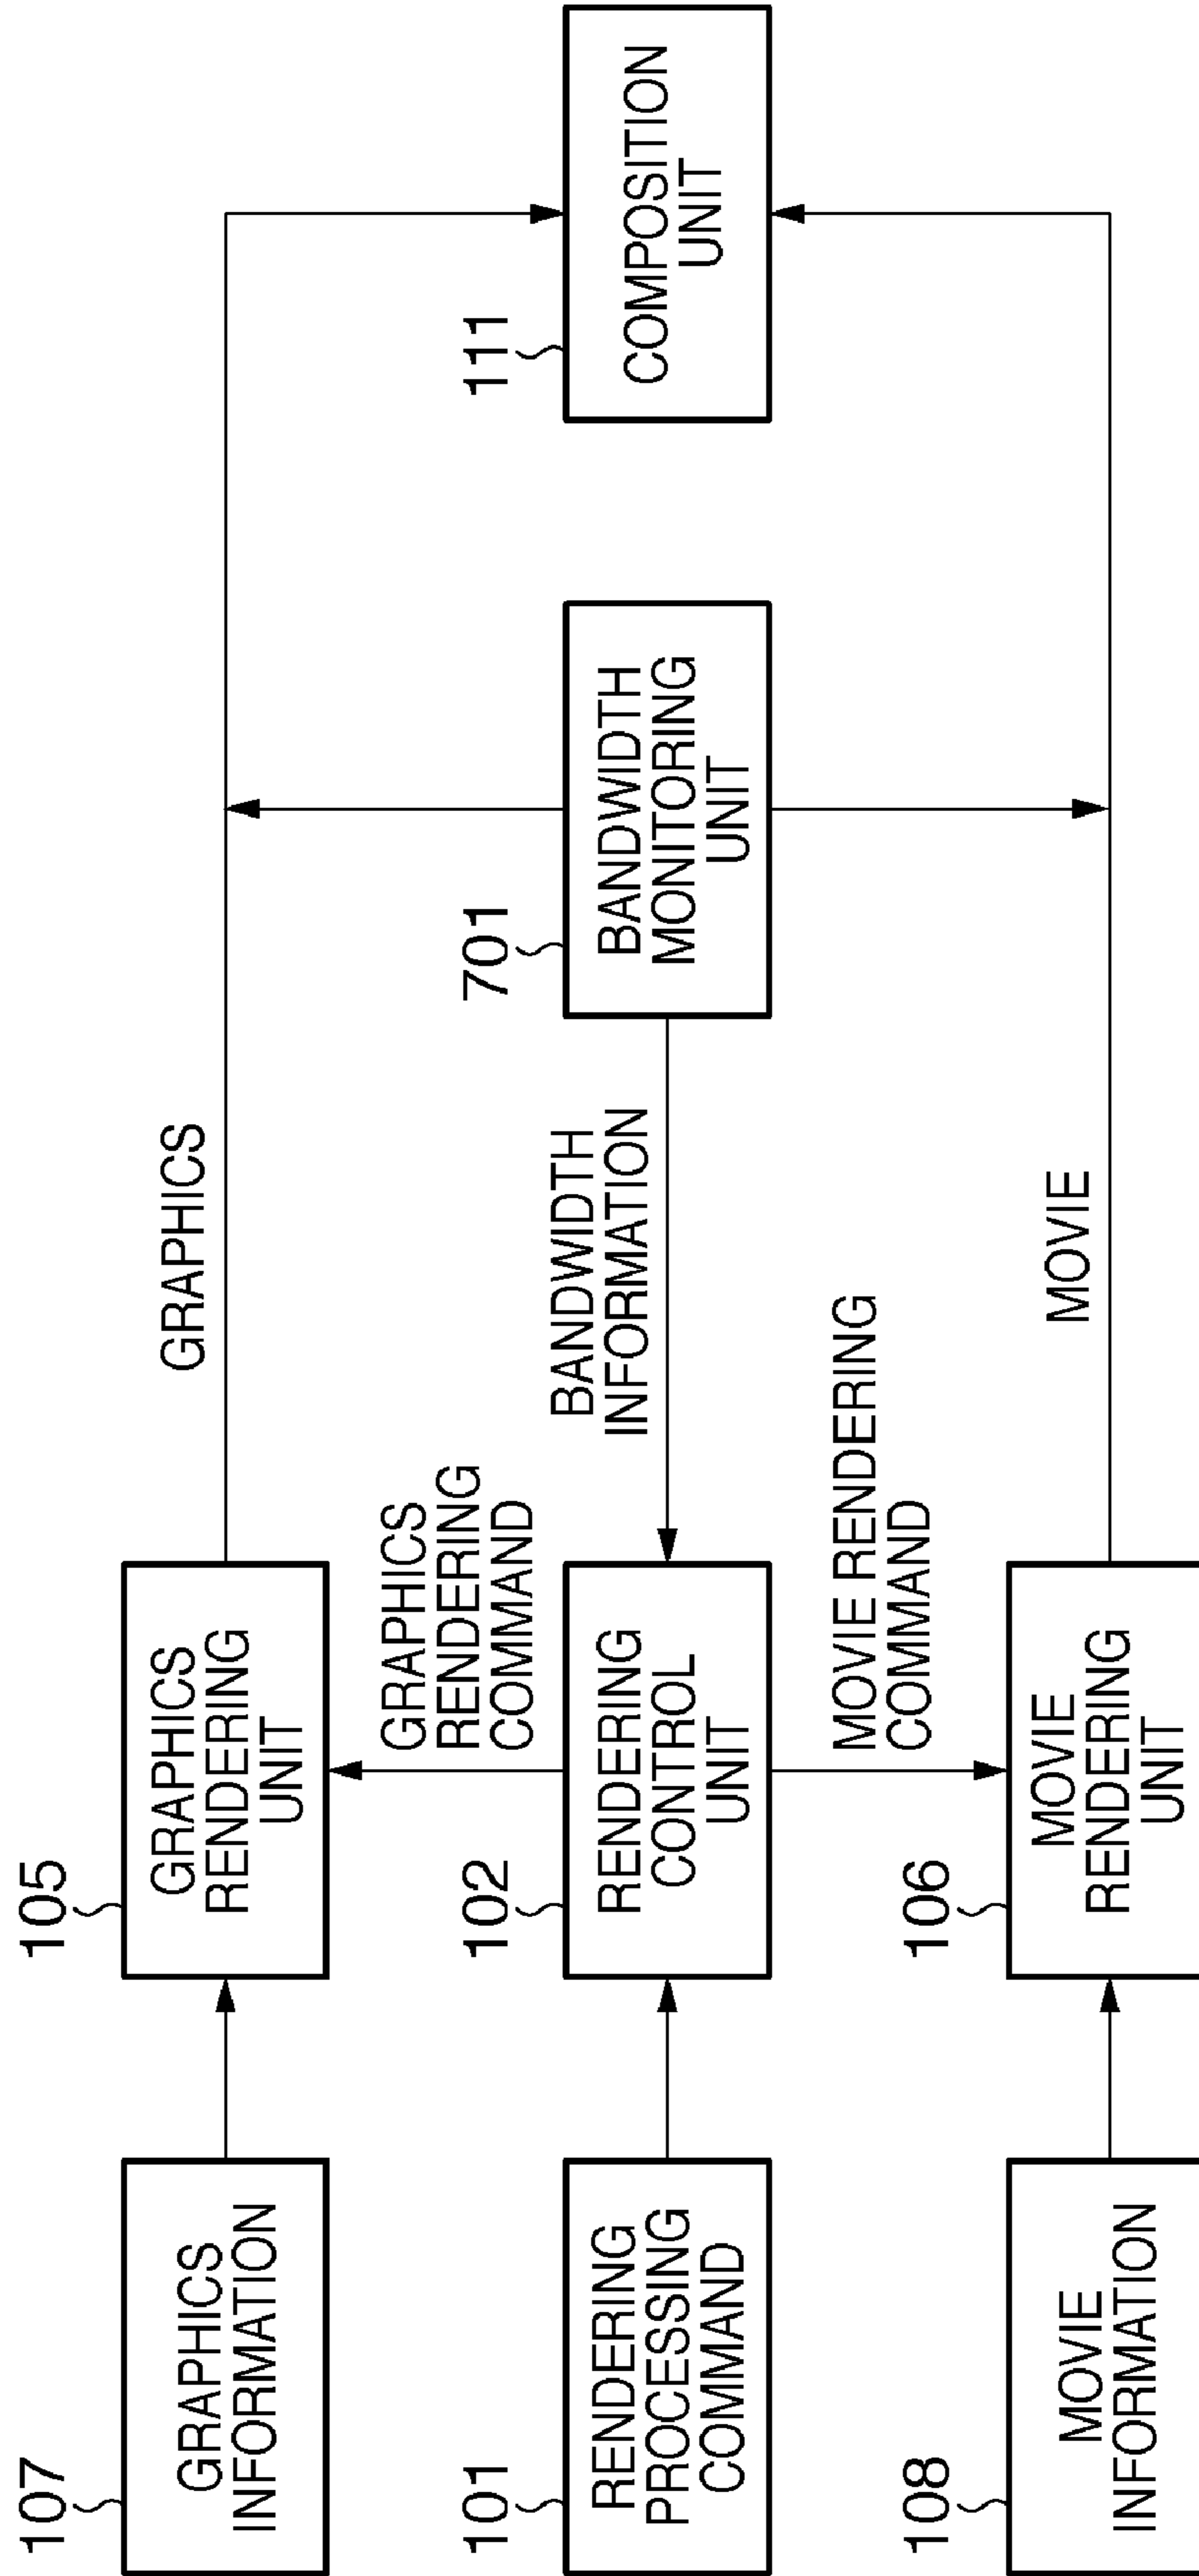 107
GRAPHICS
INFORMATION
105
GRAPHICS
RENDERING
UNIT
GRAPHICS
GRAPHICS
RENDERING
COMMAND
101
RENDERING
PROCESSING
COMMAND
102
RENDERING
CONTROL
UNIT
BANDWIDTH
INFORMATION
701
BANDWIDTH
MONITORING
UNIT
111
COMPOSITION
UNIT
MOVIE RENDERING
COMMAND
108
MOVIE
INFORMATION
106
MOVIE
RENDERING
UNIT
MOVIE